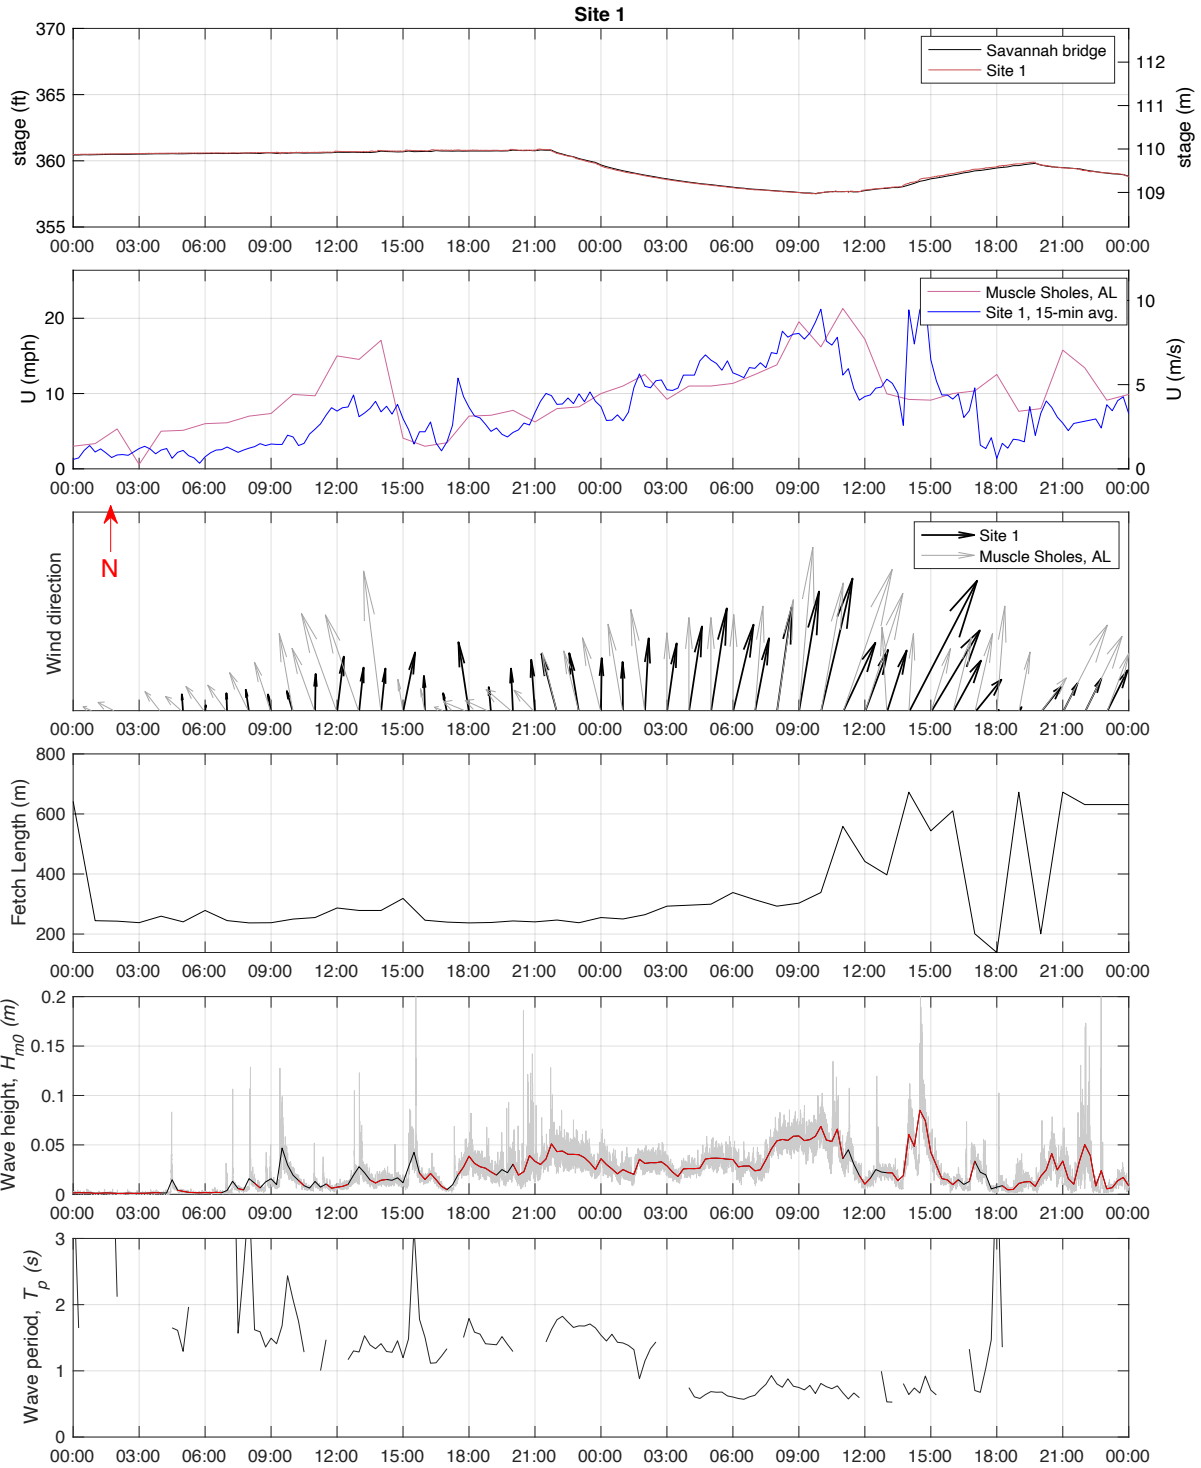 Site 1
370
365
360
355
stage (ft)
112
111
110
109
stage (m)
Savannah bridge
Site 1
00:00 03:00 06:00 09:00 12:00 15:00 18:00 21:00 00:00 03:00 06:00 09:00 12:00 15:00 18:00 21:00 00:00
20
10
0
U (mph)
10
5
0
U (m/s)
Muscle Sholes, AL
Site 1, 15-min avg.
00:00 03:00 06:00 09:00 12:00 15:00 18:00 21:00 00:00 03:00 06:00 09:00 12:00 15:00 18:00 21:00 00:00
N
Wind direction
Site 1
Muscle Sholes, AL
00:00 03:00 06:00 09:00 12:00 15:00 18:00 21:00 00:00 03:00 06:00 09:00 12:00 15:00 18:00 21:00 00:00
800
600
400
200
Fetch Length (m)
00:00 03:00 06:00 09:00 12:00 15:00 18:00 21:00 00:00 03:00 06:00 09:00 12:00 15:00 18:00 21:00 00:00
0.2
0.15
0.1
0.05
0
Wave height, Hm0 (m)
00:00 03:00 06:00 09:00 12:00 15:00 18:00 21:00 00:00 03:00 06:00 09:00 12:00 15:00 18:00 21:00 00:00
3
2
1
0
Wave period, Tp (s)
00:00 03:00 06:00 09:00 12:00 15:00 18:00 21:00 00:00 03:00 06:00 09:00 12:00 15:00 18:00 21:00 00:00